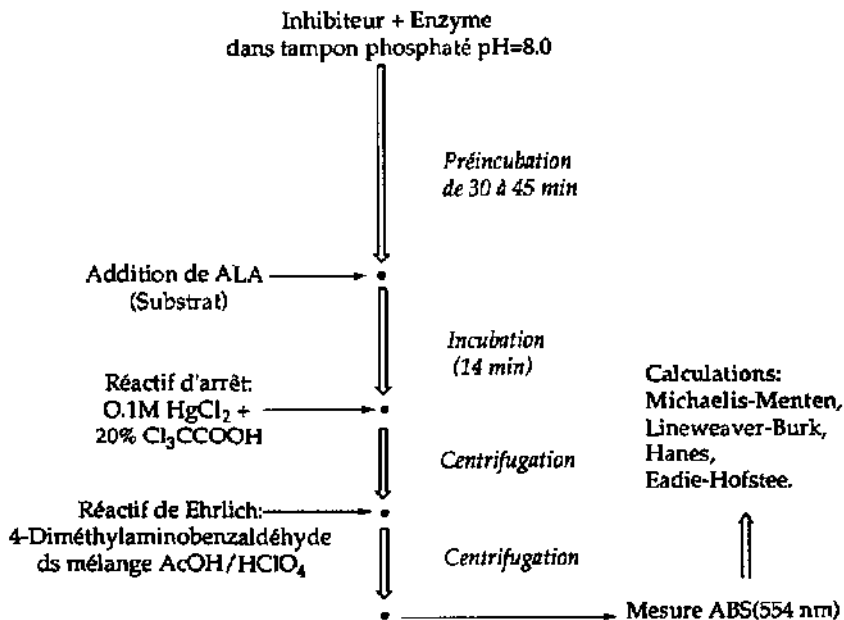 Inhibiteur + Enzyme
dans tampon phosphaté pH=8.0
Préincubation
de 30 à 45 min
Addition de ALA
(Substrat)
Incubation
(14 min)
Réactif d'arrêt:
0.1M HgCl2 +
20% Cl3CCOOH
Centrifugation
Réactif de Ehrlich:
4-Diméthylaminobenzaldéhyde
ds mélange AcOH/HClO4
Centrifugation
Mesure ABS(554 nm)
Calculations:
Michaelis-Menten,
Lineweaver-Burk,
Hanes,
Eadie-Hofstee.